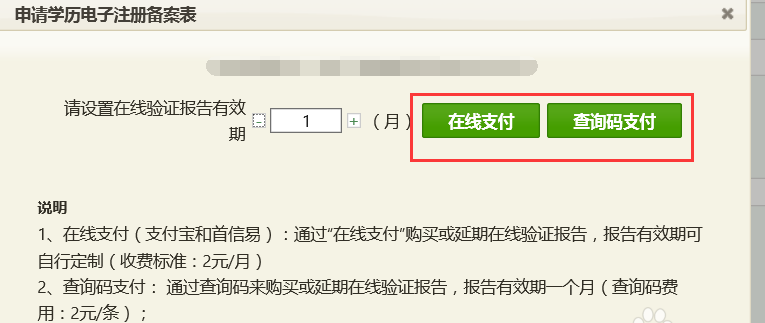 申请学历电子注册备案表
请设置在线验证报告有效期 - 1 + （月） 在线支付 查询码支付
说明
1、在线支付（支付宝和首信易）：通过“在线支付”购买或延期在线验证报告，报告有效期可
自行定制（收费标准：2元/月）
2、查询码支付： 通过查询码来购买或延期在线验证报告，报告有效期一个月（查询码费
用：2元/条）；